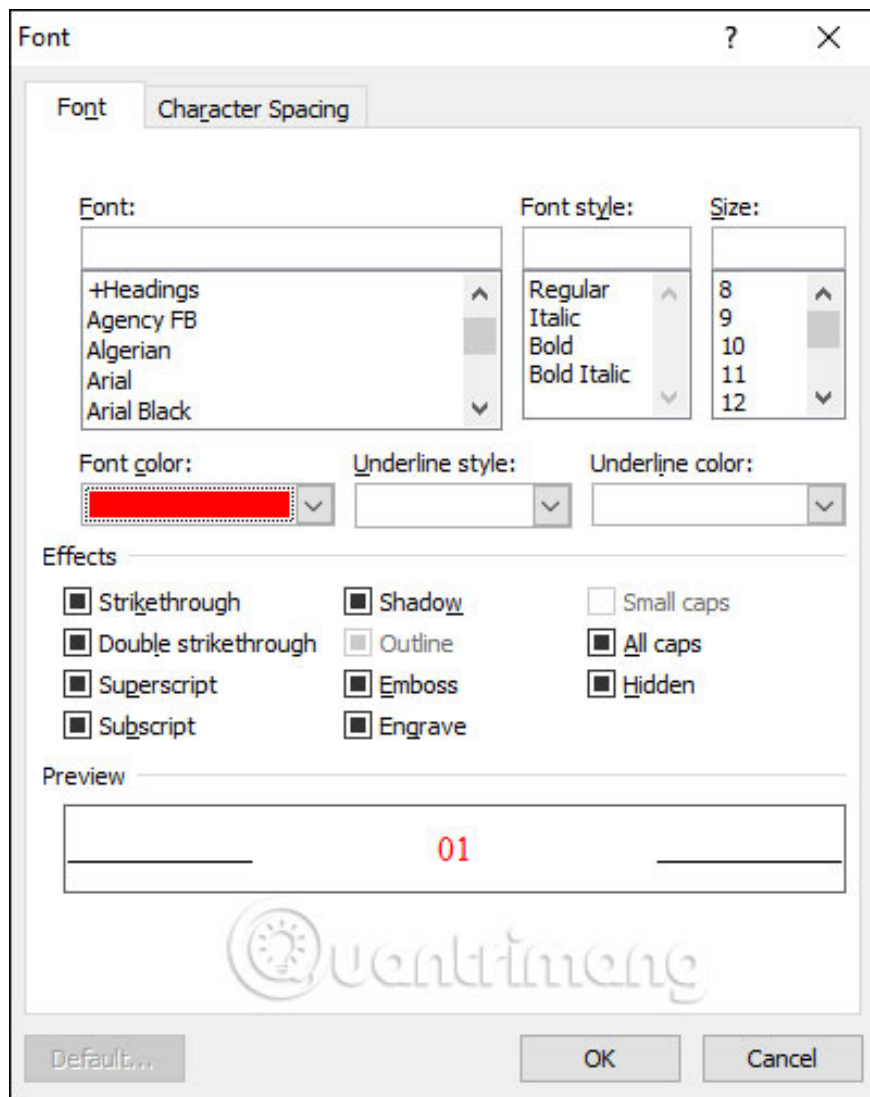 Font ?
Font Character Spacing
Font: Font style: Size:
+Headings Regular 8
Agency FB Italic 9
Algerian Bold 10
Arial Bold Italic 11
Arial Black 12
Font color: Underline style: Underline color:
Effects
Strikethrough Shadow Small caps
Double strikethrough Outline All caps
Superscript Emboss Hidden
Subscript Engrave
Preview
01
Quantrimang
Default... OK Cancel